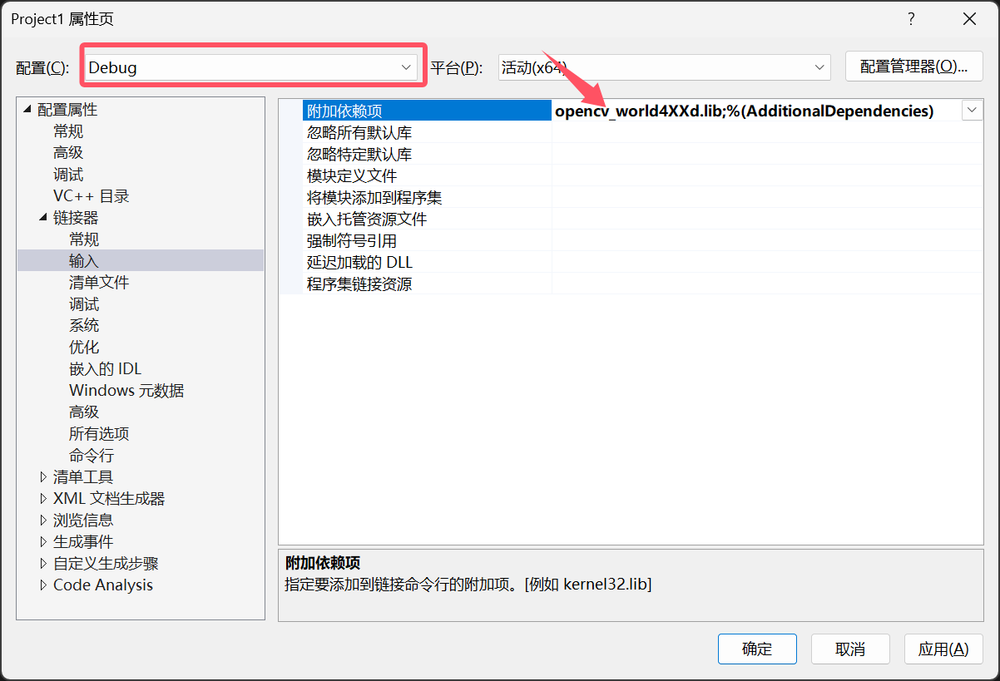 Project1 属性页
配置(C): Debug 平台(P): 活动(x64) 配置管理器(O)...
配置属性
常规
高级
调试
VC++ 目录
链接器
常规
输入
清单文件
调试
系统
优化
嵌入的 IDL
Windows 元数据
高级
所有选项
命令行
清单工具
XML 文档生成器
浏览信息
生成事件
自定义生成步骤
Code Analysis
附加依赖项 opencv_world4XXd.lib;%(AdditionalDependencies)
忽略所有默认库
忽略特定默认库
模块定义文件
将模块添加到程序集
嵌入托管资源文件
强制符号引用
延迟加载的 DLL
程序集链接资源
附加依赖项
指定要添加到链接命令行的附加项。[例如 kernel32.lib]
确定 取消 应用(A)